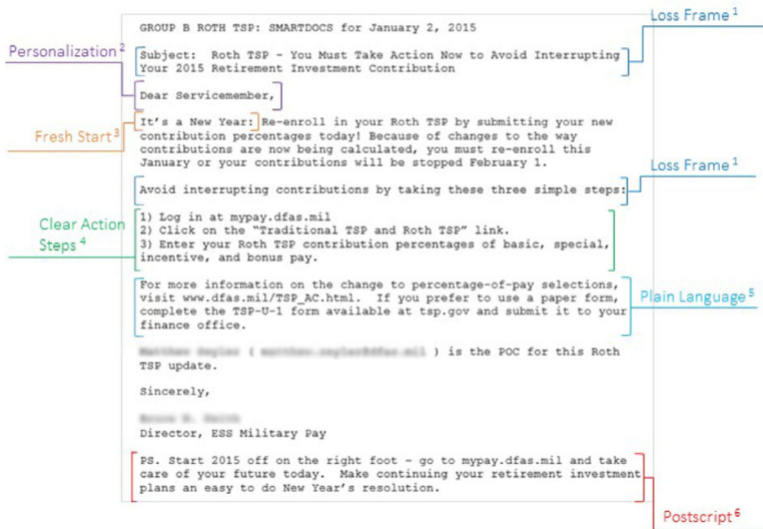 GROUP B ROTH TSP: SMARTDOCS for January 2, 2015
Loss Frame 1
Personalization 2
Subject: Roth TSP - You Must Take Action Now to Avoid Interrupting
Your 2015 Retirement Investment Contribution
Dear Servicemember,
Fresh Start 3
It's a New Year: Re-enroll in your Roth TSP by submitting your new
contribution percentages today! Because of changes to the way
contributions are now being calculated, you must re-enroll this
January or your contributions will be stopped February 1.
Loss Frame 1
Avoid interrupting contributions by taking these three simple steps:
Clear Action
Steps 4
1) Log in at mypay.dfas.mil
2) Click on the "Traditional TSP and Roth TSP" link.
3) Enter your Roth TSP contribution percentages of basic, special,
incentive, and bonus pay.
For more information on the change to percentage-of-pay selections,
visit www.dfas.mil/TSP_AC.html. If you prefer to use a paper form,
complete the TSP-U-1 form available at tsp.gov and submit it to your
finance office.
Plain Language 5
( ) is the POC for this Roth
TSP update.
Sincerely,
Director, ESS Military Pay
PS. Start 2015 off on the right foot - go to mypay.dfas.mil and take
care of your future today. Make continuing your retirement investment
plans an easy to do New Year's resolution.
Postscript 6